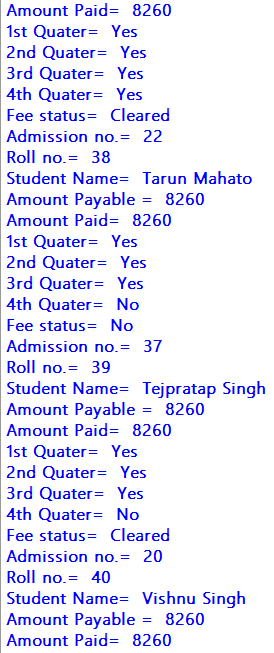 Amount Paid=  8260
1st Quater=  Yes
2nd Quater=  Yes
3rd Quater=  Yes
4th Quater=  Yes
Fee status=  Cleared
Admission no.=  22
Roll no.=  38
Student Name=  Tarun Mahato
Amount Payable =  8260
Amount Paid=  8260
1st Quater=  Yes
2nd Quater=  Yes
3rd Quater=  Yes
4th Quater=  No
Fee status=  No
Admission no.=  37
Roll no.=  39
Student Name=  Tejpratap Singh
Amount Payable =  8260
Amount Paid=  8260
1st Quater=  Yes
2nd Quater=  Yes
3rd Quater=  Yes
4th Quater=  No
Fee status=  Cleared
Admission no.=  20
Roll no.=  40
Student Name=  Vishnu Singh
Amount Payable =  8260
Amount Paid=  8260